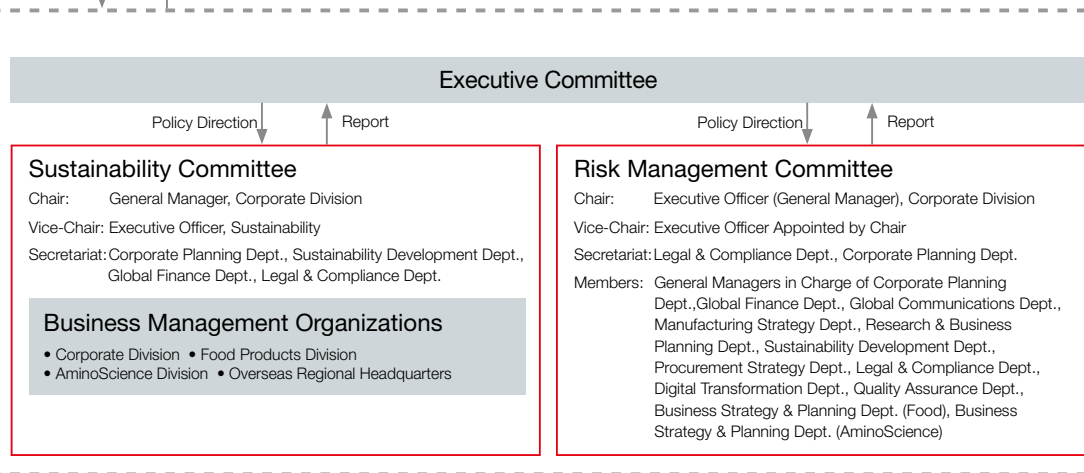 Executive Committee
Policy Direction
Report
Policy Direction
Report
Sustainability Committee
Chair: General Manager, Corporate Division
Vice-Chair: Executive Officer, Sustainability
Secretariat: Corporate Planning Dept., Sustainability Development Dept.,
Global Finance Dept., Legal & Compliance Dept.
Business Management Organizations
• Corporate Division • Food Products Division
• AminoScience Division • Overseas Regional Headquarters
Risk Management Committee
Chair: Executive Officer (General Manager), Corporate Division
Vice-Chair: Executive Officer Appointed by Chair
Secretariat: Legal & Compliance Dept., Corporate Planning Dept.
Members: General Managers in Charge of Corporate Planning
Dept.,Global Finance Dept., Global Communications Dept.,
Manufacturing Strategy Dept., Research & Business
Planning Dept., Sustainability Development Dept.,
Procurement Strategy Dept., Legal & Compliance Dept.,
Digital Transformation Dept., Quality Assurance Dept.,
Business Strategy & Planning Dept. (Food), Business
Strategy & Planning Dept. (AminoScience)